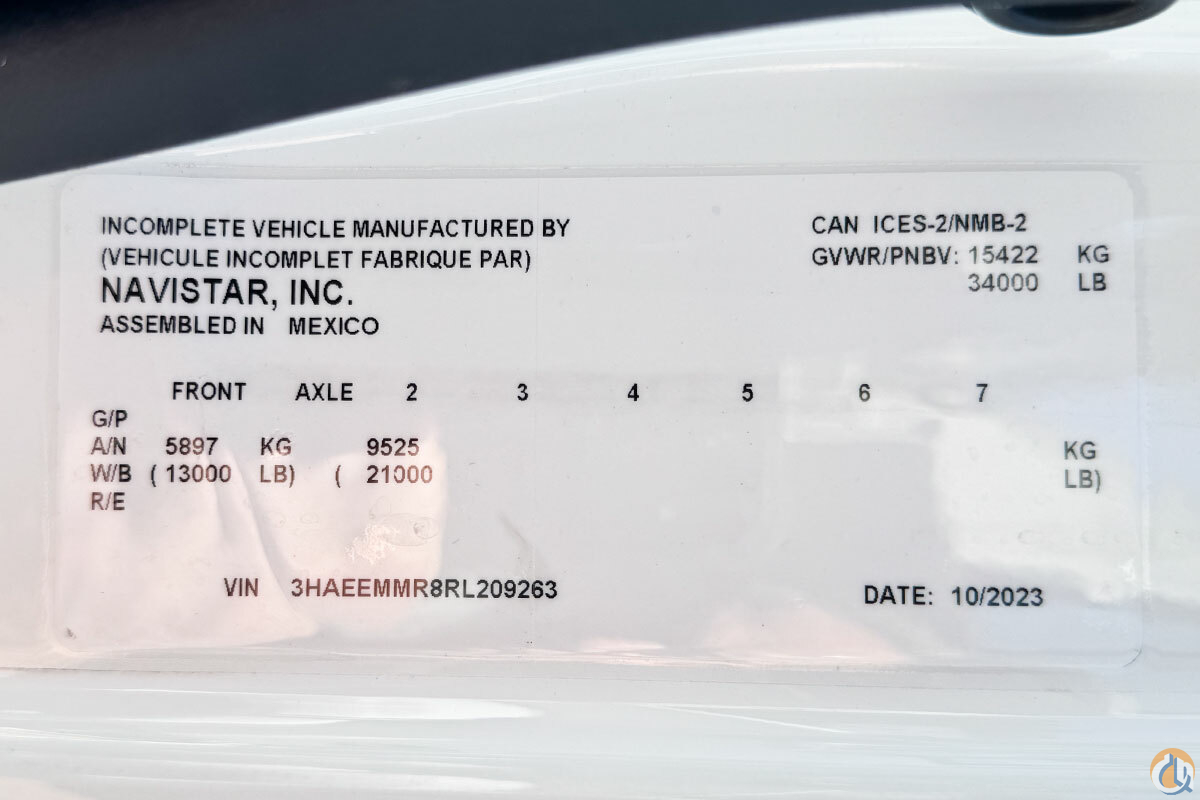 INCOMPLETE VEHICLE MANUFACTURED BY
(VEHICULE INCOMPLET FABRIQUE PAR)
NAVISTAR, INC.
ASSEMBLED IN MEXICO
CAN ICES-2/NMB-2
GVWR/PNBV: 15422 KG
34000 LB
FRONT AXLE 2 3 4 5 6 7
G/P
A/N 5897 KG 9525 KG
W/B ( 13000 LB) ( 21000 LB)
R/E
VIN 3HAEEMMR8RL209263 DATE: 10/2023